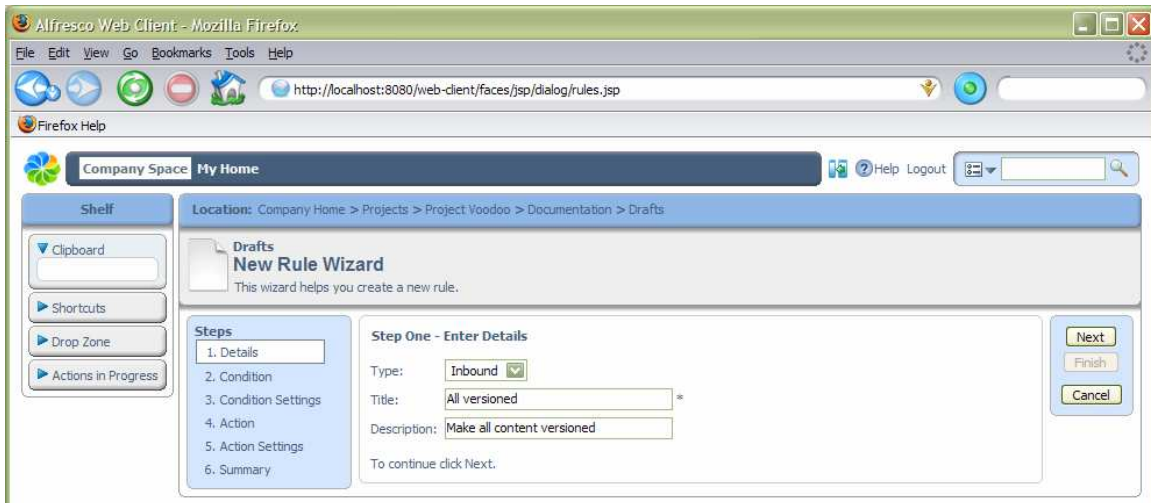 Alfresco Web Client - Mozilla Firefox
File Edit View Go Bookmarks Tools Help
http://localhost:8080/web-client/faces/jsp/dialog/rules.jsp
Firefox Help
Company Space My Home
Help Logout
Shelf
Location: Company Home > Projects > Project Voodoo > Documentation > Drafts
Clipboard
Shortcuts
Drop Zone
Actions in Progress
Drafts
New Rule Wizard
This wizard helps you create a new rule.
Steps
1. Details
2. Condition
3. Condition Settings
4. Action
5. Action Settings
6. Summary
Step One - Enter Details
Type: Inbound
Title: All versioned *
Description: Make all content versioned
To continue click Next.
Next
Finish
Cancel